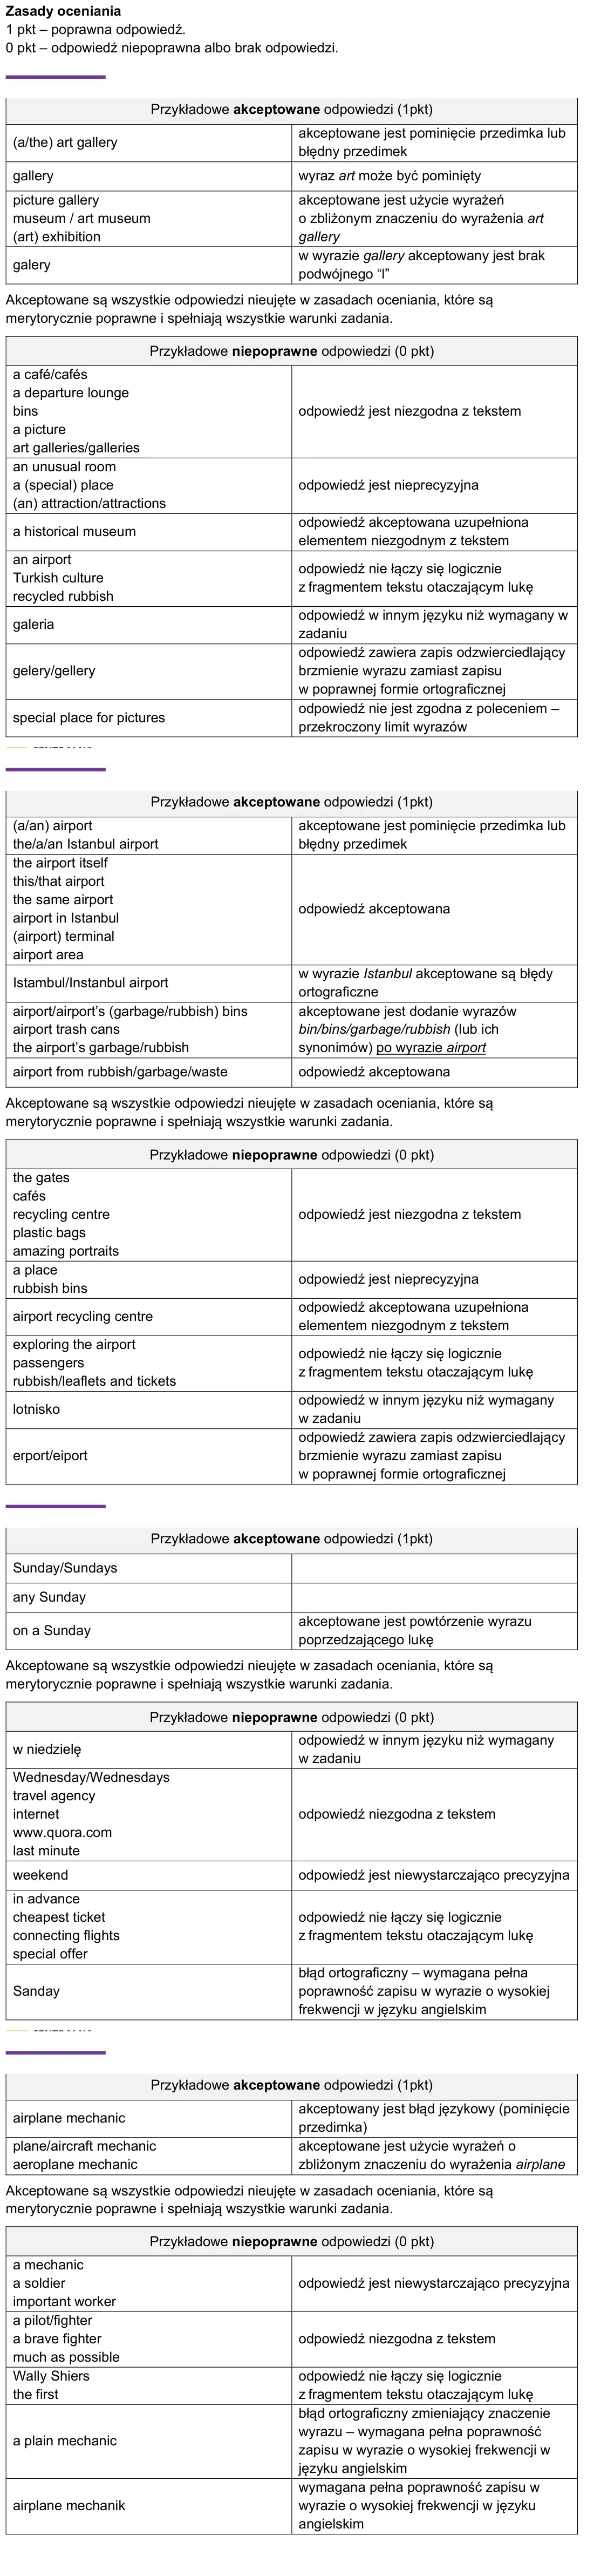 Zasady oceniania
1 pkt – poprawna odpowiedź.
0 pkt – odpowiedź niepoprawna albo brak odpowiedzi.
Przykładowe akceptowane odpowiedzi (1pkt)
(a/the) art gallery
akceptowane jest pominięcie przedimka lub
błędny przedimek
gallery
wyraz art może być pominięty
picture gallery
museum / art museum
(art) exhibition
akceptowane jest użycie wyrażeń
o zbliżonym znaczeniu do wyrażenia art
gallery
galery
w wyrazie gallery akceptowany jest brak
podwójnego “l”
Akceptowane są wszystkie odpowiedzi nieujęte w zasadach oceniania, które są
merytorycznie poprawne i spełniają wszystkie warunki zadania.
Przykładowe niepoprawne odpowiedzi (0 pkt)
a café/cafés
a departure lounge
bins
a picture
art galleries/galleries
odpowiedź jest niezgodna z tekstem
an unusual room
a (special) place
(an) attraction/attractions
odpowiedź jest nieprecyzyjna
a historical museum
odpowiedź akceptowana uzupełniona
elementem niezgodnym z tekstem
an airport
Turkish culture
recycled rubbish
odpowiedź nie łączy się logicznie
z fragmentem tekstu otaczającym lukę
galeria
odpowiedź w innym języku niż wymagany w
zadaniu
gelery/gellery
odpowiedź zawiera zapis odzwierciedlający
brzmienie wyrazu zamiast zapisu
w poprawnej formie ortograficznej
special place for pictures
odpowiedź nie jest zgodna z poleceniem –
przekroczony limit wyrazów
Przykładowe akceptowane odpowiedzi (1pkt)
(a/an) airport
the/a/an Istanbul airport
akceptowane jest pominięcie przedimka lub
błędny przedimek
the airport itself
this/that airport
the same airport
airport in Istanbul
(airport) terminal
airport area
odpowiedź akceptowana
Istambul/Instanbul airport
w wyrazie Istanbul akceptowane są błędy
ortograficzne
airport/airport’s (garbage/rubbish) bins
airport trash cans
the airport’s garbage/rubbish
akceptowane jest dodanie wyrazów
bin/bins/garbage/rubbish (lub ich
synonimów) po wyrazie airport
airport from rubbish/garbage/waste
odpowiedź akceptowana
Akceptowane są wszystkie odpowiedzi nieujęte w zasadach oceniania, które są
merytorycznie poprawne i spełniają wszystkie warunki zadania.
Przykładowe niepoprawne odpowiedzi (0 pkt)
the gates
cafés
recycling centre
plastic bags
amazing portraits
odpowiedź jest niezgodna z tekstem
a place
rubbish bins
odpowiedź jest nieprecyzyjna
airport recycling centre
odpowiedź akceptowana uzupełniona
elementem niezgodnym z tekstem
exploring the airport
passengers
rubbish/leaflets and tickets
odpowiedź nie łączy się logicznie
z fragmentem tekstu otaczającym lukę
lotnisko
odpowiedź w innym języku niż wymagany
w zadaniu
erport/eiport
odpowiedź zawiera zapis odzwierciedlający
brzmienie wyrazu zamiast zapisu
w poprawnej formie ortograficznej
Przykładowe akceptowane odpowiedzi (1pkt)
Sunday/Sundays
any Sunday
on a Sunday
akceptowane jest powtórzenie wyrazu
poprzedzającego lukę
Akceptowane są wszystkie odpowiedzi nieujęte w zasadach oceniania, które są
merytorycznie poprawne i spełniają wszystkie warunki zadania.
Przykładowe niepoprawne odpowiedzi (0 pkt)
w niedzielę
odpowiedź w innym języku niż wymagany
w zadaniu
Wednesday/Wednesdays
travel agency
internet
www.quora.com
last minute
odpowiedź niezgodna z tekstem
weekend
odpowiedź jest niewystarczająco precyzyjna
in advance
cheapest ticket
connecting flights
special offer
odpowiedź nie łączy się logicznie
z fragmentem tekstu otaczającym lukę
Sanday
błąd ortograficzny – wymagana pełna
poprawność zapisu w wyrazie o wysokiej
frekwencji w języku angielskim
Przykładowe akceptowane odpowiedzi (1pkt)
airplane mechanic
akceptowany jest błąd językowy (pominięcie
przedimka)
plane/aircraft mechanic
aeroplane mechanic
akceptowane jest użycie wyrażeń o
zbliżonym znaczeniu do wyrażenia airplane
Akceptowane są wszystkie odpowiedzi nieujęte w zasadach oceniania, które są
merytorycznie poprawne i spełniają wszystkie warunki zadania.
Przykładowe niepoprawne odpowiedzi (0 pkt)
a mechanic
a soldier
important worker
odpowiedź jest niewystarczająco precyzyjna
a pilot/fighter
a brave fighter
much as possible
odpowiedź niezgodna z tekstem
Wally Shiers
the first
odpowiedź nie łączy się logicznie
z fragmentem tekstu otaczającym lukę
a plain mechanic
błąd ortograficzny zmieniający znaczenie
wyrazu – wymagana pełna poprawność
zapisu w wyrazie o wysokiej frekwencji w
języku angielskim
airplane mechanik
wymagana pełna poprawność zapisu w
wyrazie o wysokiej frekwencji w języku
angielskim